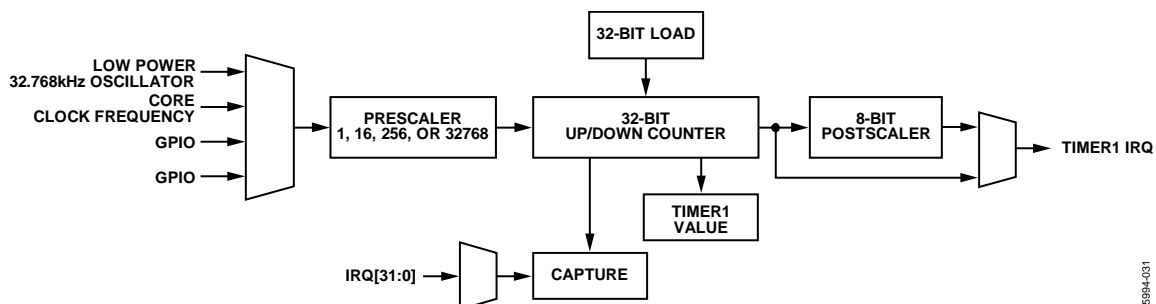 32-BIT LOAD
LOW POWER
32.768kHz OSCILLATOR
CORE
CLOCK FREQUENCY
GPIO
GPIO
PRESCALER
1, 16, 256, OR 32768
32-BIT
UP/DOWN COUNTER
8-BIT
POSTSCALER
TIMER1 IRQ
TIMER1
VALUE
IRQ[31:0]
CAPTURE
5994-031